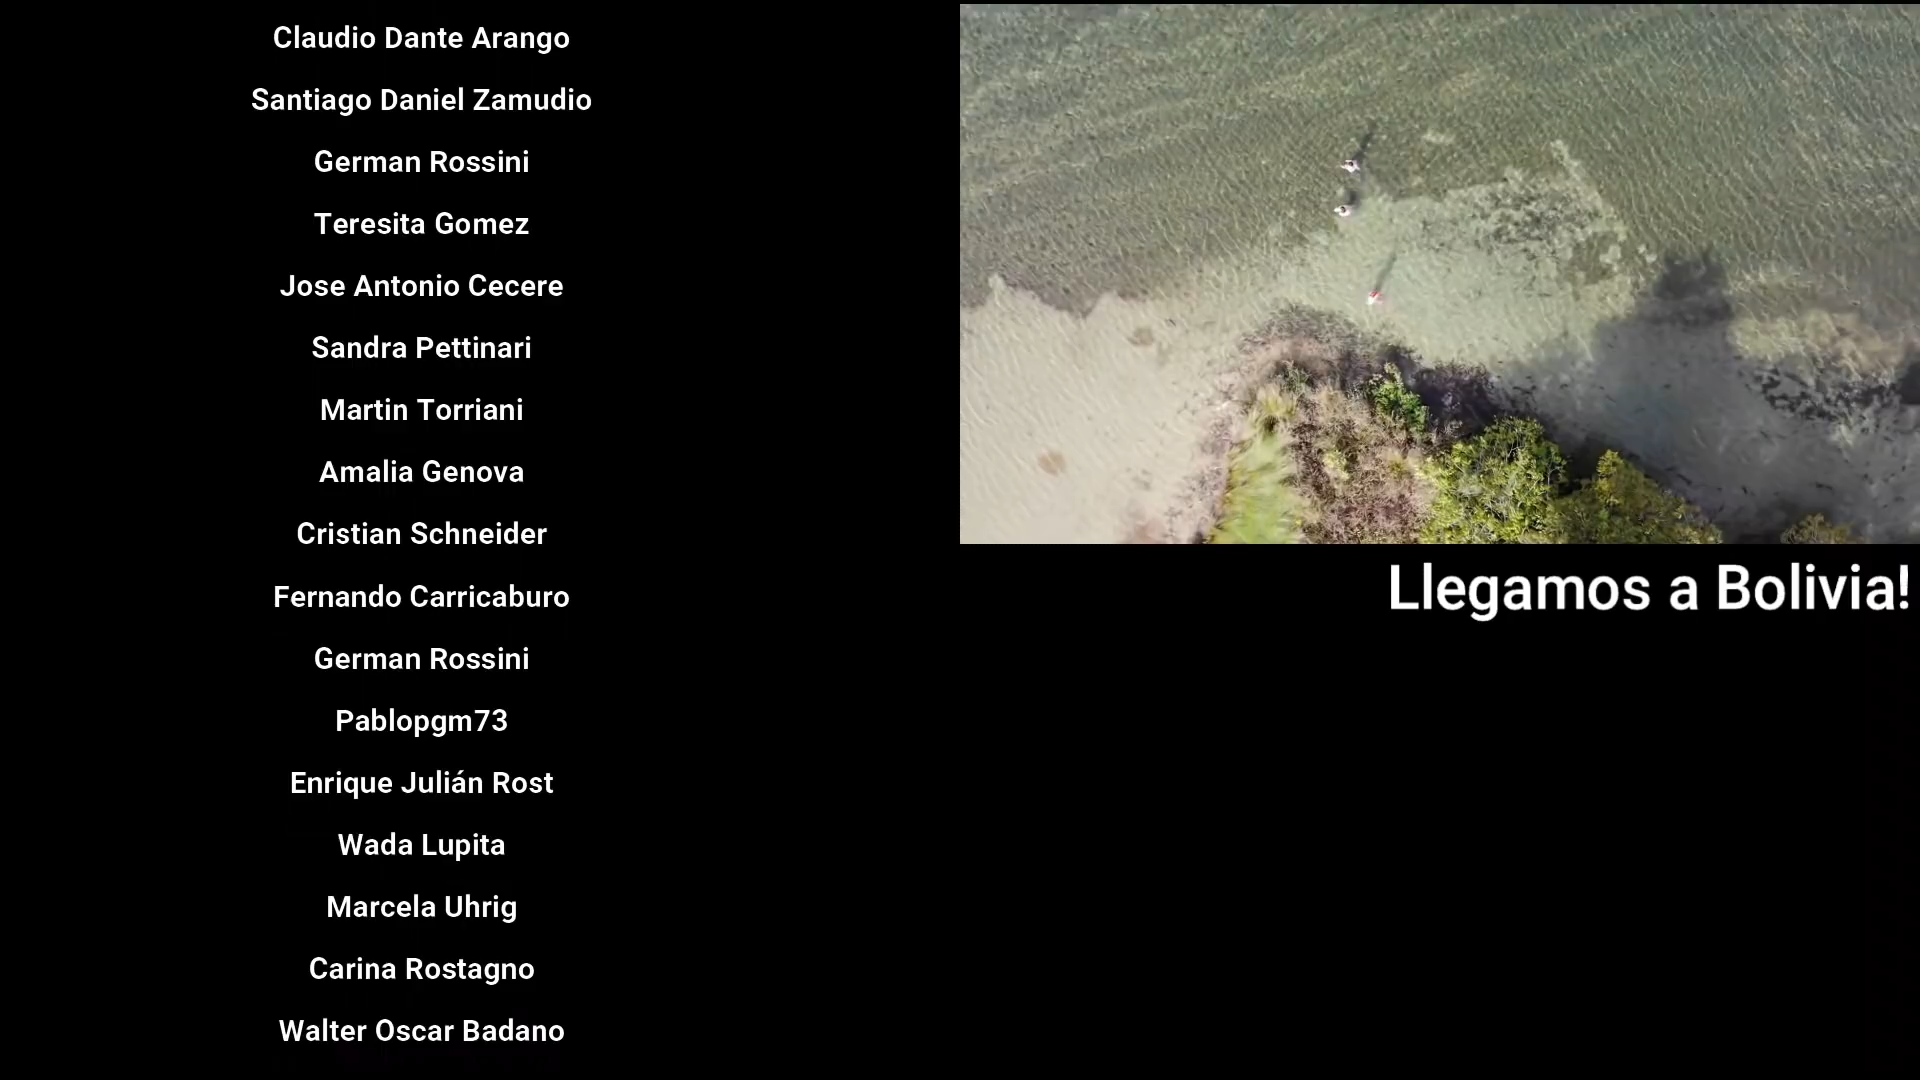 Claudio Dante Arango
Santiago Daniel Zamudio
German Rossini
Teresita Gomez
Jose Antonio Cecere
Sandra Pettinari
Martin Torriani
Amalia Genova
Cristian Schneider
Fernando Carricaburo
German Rossini
Pablopgm73
Enrique Julián Rost
Wada Lupita
Marcela Uhrig
Carina Rostagno
Walter Oscar Badano
Llegamos a Bolivia!